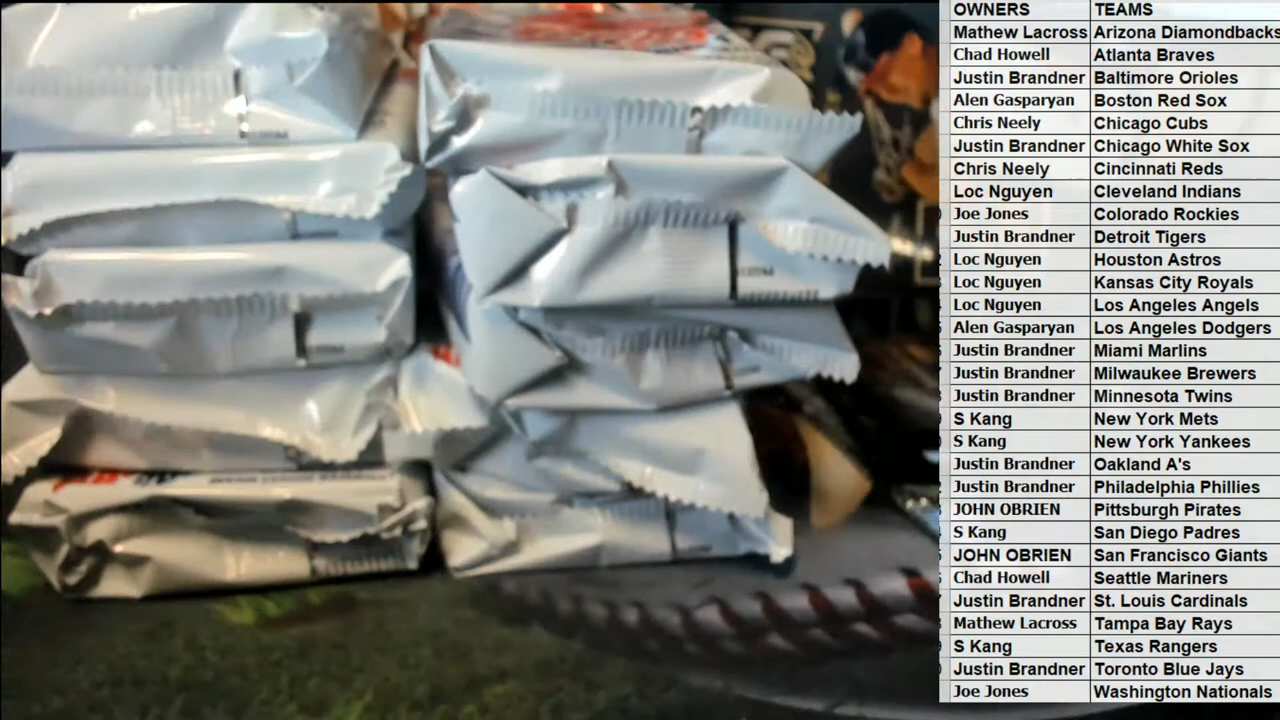 OWNERS TEAMS
Mathew Lacross Arizona Diamondbacks
Chad Howell Atlanta Braves
Justin Brandner Baltimore Orioles
Alen Gasparyan Boston Red Sox
Chris Neely Chicago Cubs
Justin Brandner Chicago White Sox
Chris Neely Cincinnati Reds
Loc Nguyen Cleveland Indians
Joe Jones Colorado Rockies
Justin Brandner Detroit Tigers
Loc Nguyen Houston Astros
Loc Nguyen Kansas City Royals
Loc Nguyen Los Angeles Angels
Alen Gasparyan Los Angeles Dodgers
Justin Brandner Miami Marlins
Justin Brandner Milwaukee Brewers
Justin Brandner Minnesota Twins
S Kang New York Mets
S Kang New York Yankees
Justin Brandner Oakland A's
Justin Brandner Philadelphia Phillies
JOHN OBRIEN Pittsburgh Pirates
S Kang San Diego Padres
JOHN OBRIEN San Francisco Giants
Chad Howell Seattle Mariners
Justin Brandner St. Louis Cardinals
Mathew Lacross Tampa Bay Rays
S Kang Texas Rangers
Justin Brandner Toronto Blue Jays
Joe Jones Washington Nationals